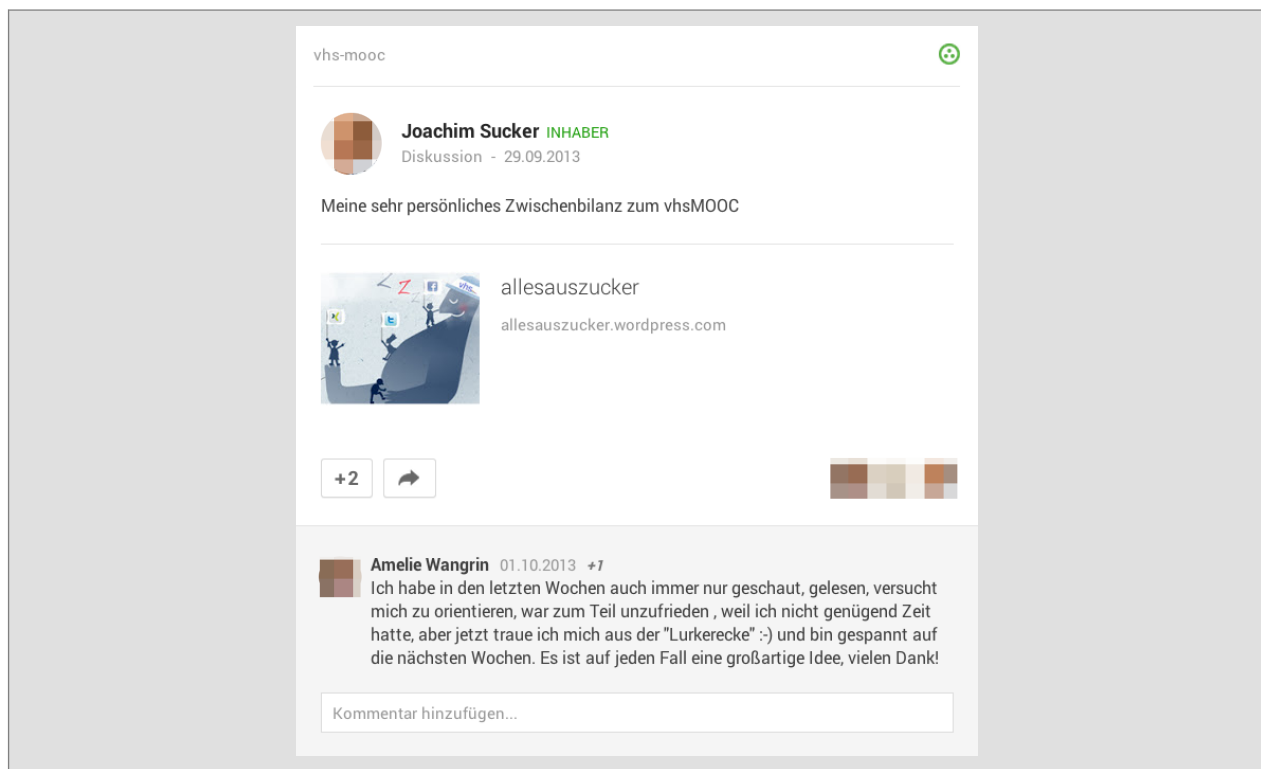 vhs-mooc
Joachim Sucker INHABER
Diskussion - 29.09.2013
Meine sehr persönliches Zwischenbilanz zum vhsMOOC
vhs
allesauszucker
allesauszucker.wordpress.com
+2
Amelie Wangrin 01.10.2013 +1
Ich habe in den letzten Wochen auch immer nur geschaut, gelesen, versucht
mich zu orientieren, war zum Teil unzufrieden , weil ich nicht genügend Zeit
hatte, aber jetzt traue ich mich aus der "Lurkerecke" :-) und bin gespannt auf
die nächsten Wochen. Es ist auf jeden Fall eine großartige Idee, vielen Dank!
Kommentar hinzufügen...